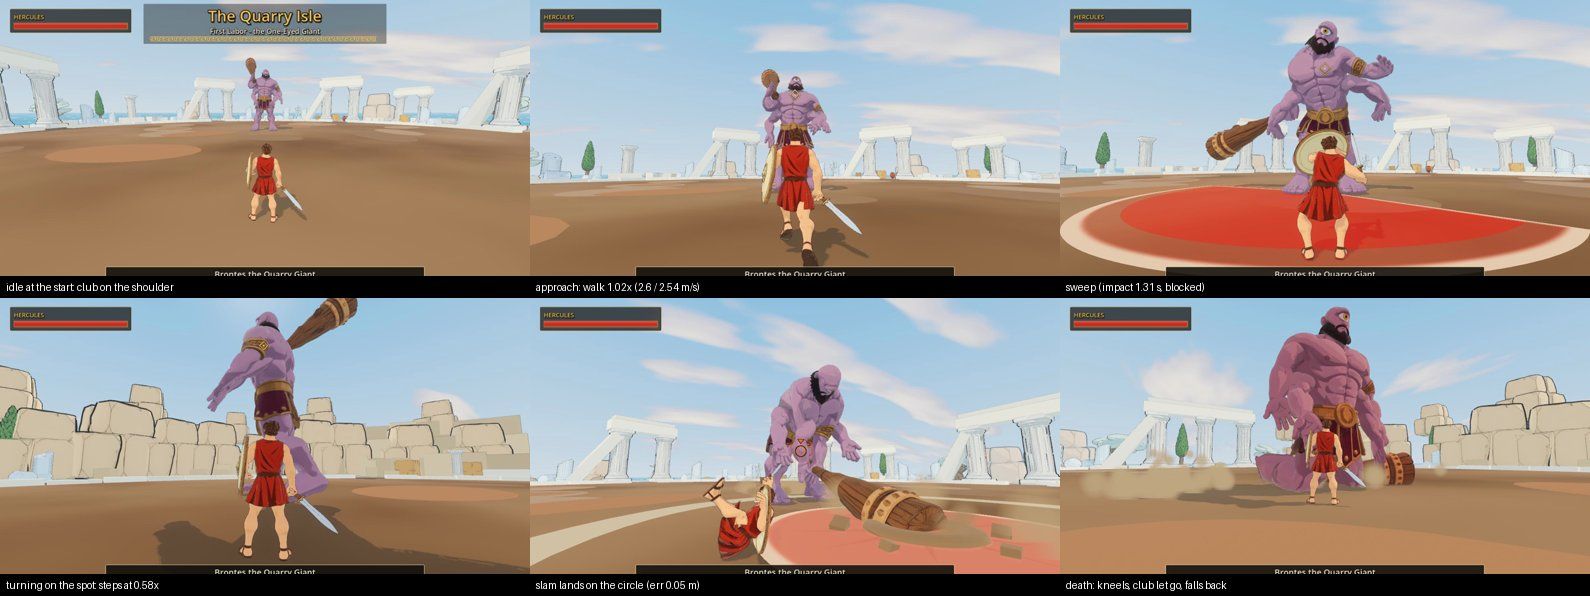 HERCULES
The Quarry Isle
First Labor - the One-Eyed Giant
Brontes the Quarry Giant
idle at the start: club on the shoulder
HERCULES
Brontes the Quarry Giant
approach: walk 1.02x (2.6 / 2.54 m/s)
HERCULES
Brontes the Quarry Giant
sweep (impact 1.31 s, blocked)
HERCULES
Brontes the Quarry Giant
turning on the spot: steps at 0.58x
HERCULES
Brontes the Quarry Giant
slam lands on the circle (err 0.05 m)
HERCULES
Brontes the Quarry Giant
death: kneels, club let go, falls back